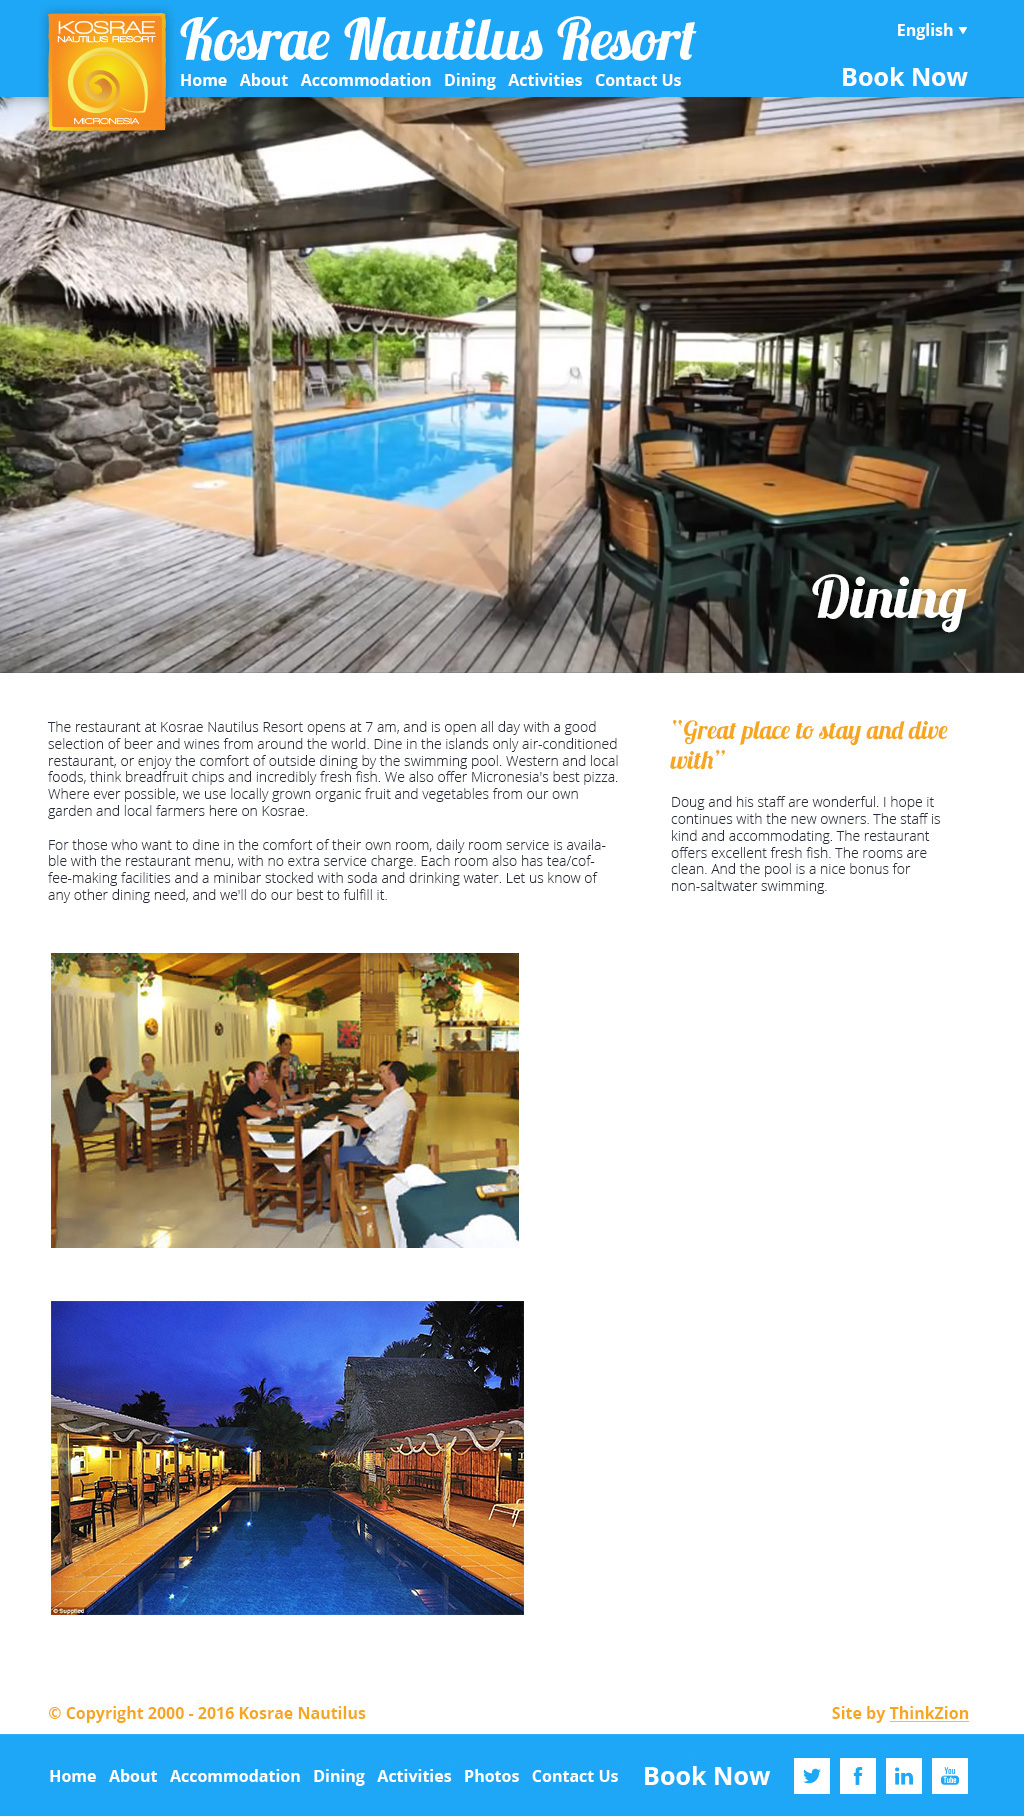 KOSRAE
NAUTILUS RESORT
MICRONESIA
Kosrae Nautilus Resort
English ▼
Home About Accommodation Dining Activities Contact Us
Book Now
Dining
The restaurant at Kosrae Nautilus Resort opens at 7 am, and is open all day with a good
selection of beer and wines from around the world. Dine in the islands only air-conditioned
restaurant, or enjoy the comfort of outside dining by the swimming pool. Western and local
foods, think breadfruit chips and incredibly fresh fish. We also offer Micronesia's best pizza.
Where ever possible, we use locally grown organic fruit and vegetables from our own
garden and local farmers here on Kosrae.
For those who want to dine in the comfort of their own room, daily room service is availa-
ble with the restaurant menu, with no extra service charge. Each room also has tea/cof-
fee-making facilities and a minibar stocked with soda and drinking water. Let us know of
any other dining need, and we'll do our best to fulfill it.
“Great place to stay and dive
with”
Doug and his staff are wonderful. I hope it
continues with the new owners. The staff is
kind and accommodating. The restaurant
offers excellent fresh fish. The rooms are
clean. And the pool is a nice bonus for
non-saltwater swimming.
© Supplied
© Copyright 2000 - 2016 Kosrae Nautilus
Site by ThinkZion
Home About Accommodation Dining Activities Photos Contact Us
Book Now
You
Tube